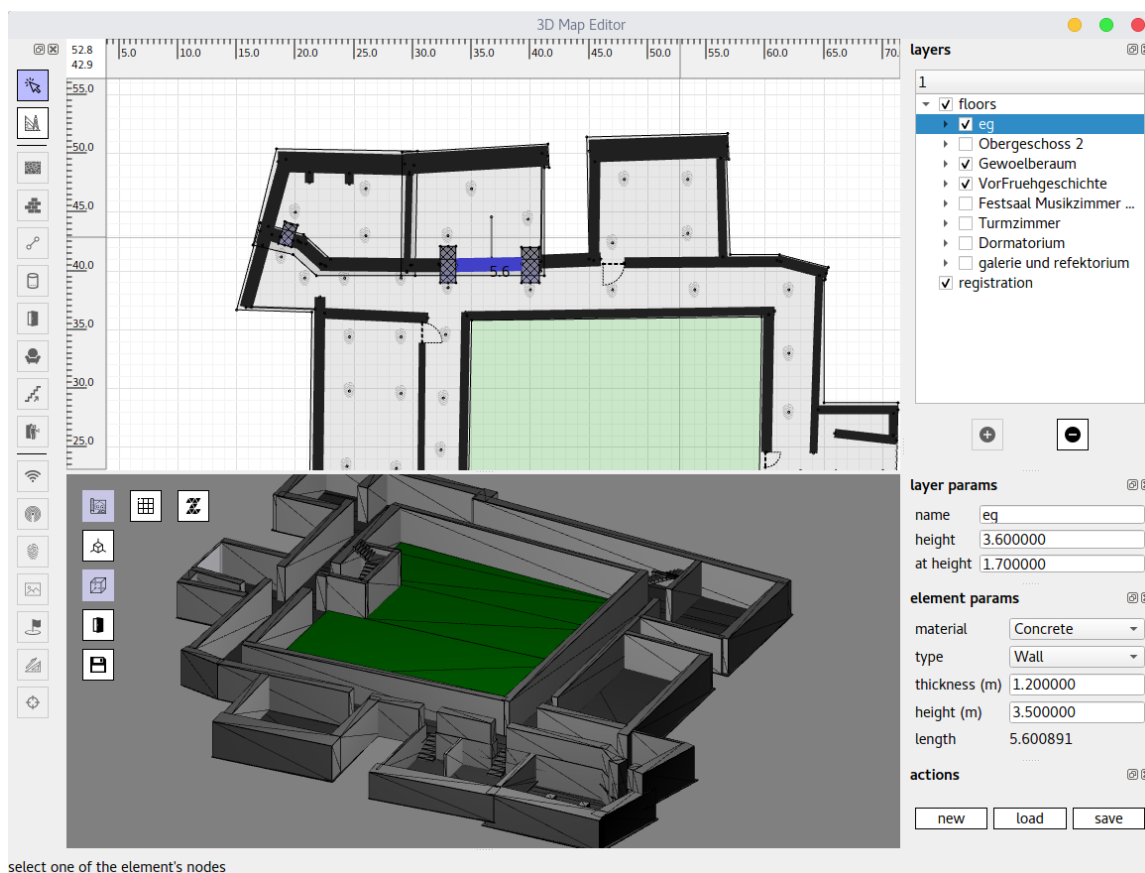 3D Map Editor
52.8
42.9
5.0 10.0 15.0 20.0 25.0 30.0 35.0 40.0 45.0 50.0 55.0 60.0 65.0 70.
55.0
50.0
45.0
40.0
35.0
30.0
25.0
5.6
layers
1
floors
eg
Obergeschoss 2
Gewoelberaum
VorFruehgeschichte
Festsaal Musikzimmer ...
Turmzimmer
Dormatorium
galerie und refektorium
registration
layer params
name eg
height 3.600000
at height 1.700000
element params
material Concrete
type Wall
thickness (m) 1.200000
height (m) 3.500000
length 5.600891
actions
new load save
select one of the element's nodes